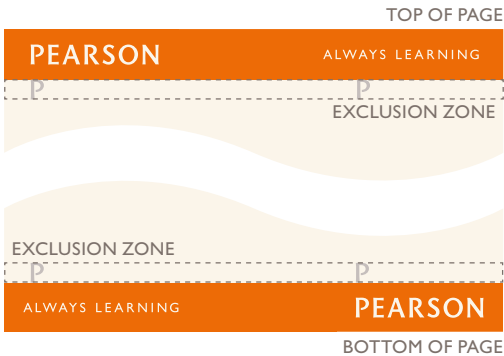 TOP OF PAGE
PEARSON ALWAYS LEARNING
P P
EXCLUSION ZONE
EXCLUSION ZONE
P P
ALWAYS LEARNING PEARSON
BOTTOM OF PAGE